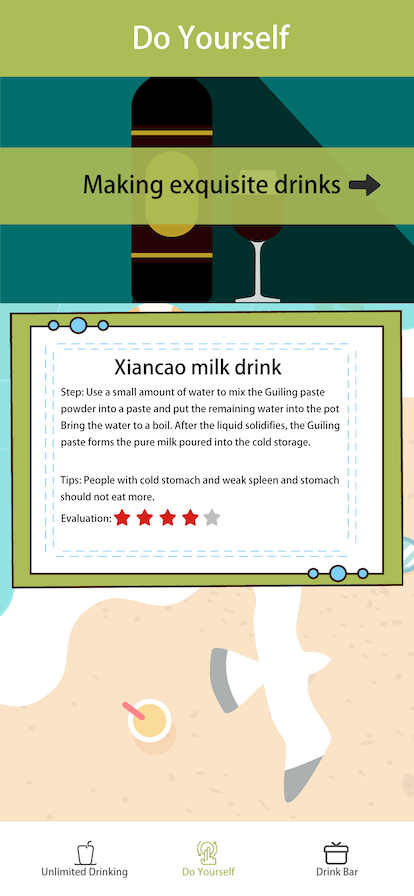 Do Yourself
Making exquisite drinks
Xiancao milk drink
Step: Use a small amount of water to mix the Guiling paste
powder into a paste and put the remaining water into the pot
Bring the water to a boil. After the liquid solidifies, the Guiling
paste forms the pure milk poured into the cold storage.
Tips: People with cold stomach and weak spleen and stomach
should not eat more.
Evaluation:
Unlimited Drinking
Do Yourself
Drink Bar